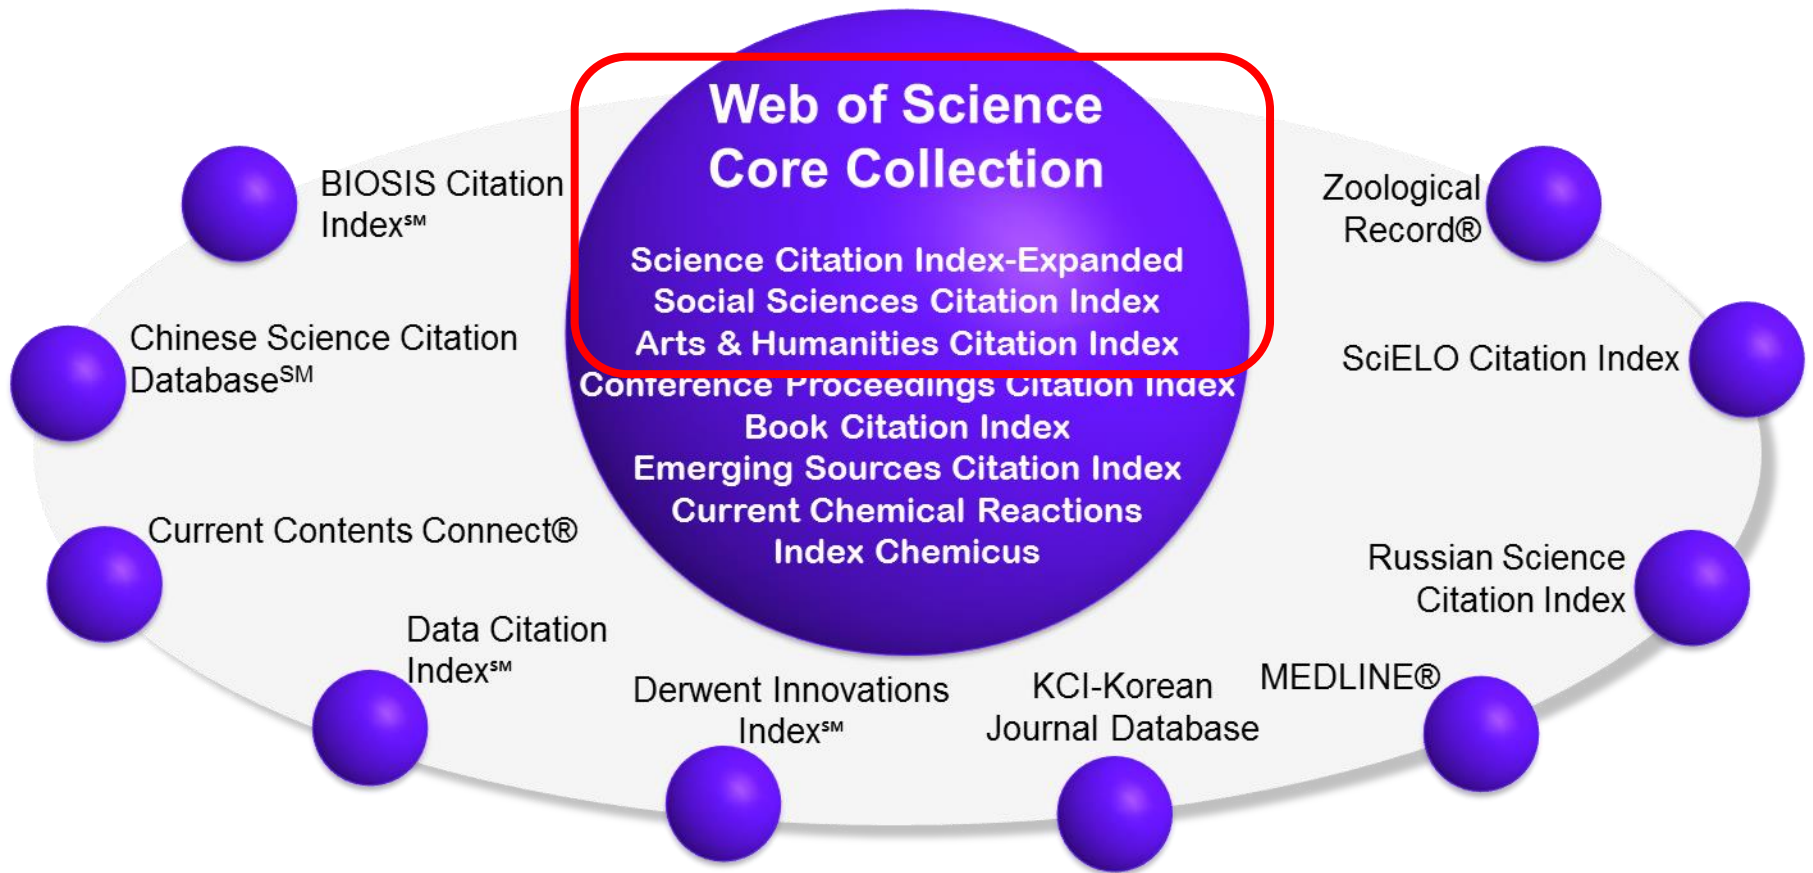 Web of Science
Core Collection
Science Citation Index-Expanded
Social Sciences Citation Index
Arts & Humanities Citation Index
Conference Proceedings Citation Index
Book Citation Index
Emerging Sources Citation Index
Current Chemical Reactions
Index Chemicus
BIOSIS Citation
Index℠
Chinese Science Citation
Database℠
Current Contents Connect®
Data Citation
Index℠
Derwent Innovations
Index℠
KCI-Korean
Journal Database
MEDLINE®
Russian Science
Citation Index
SciELO Citation Index
Zoological
Record®